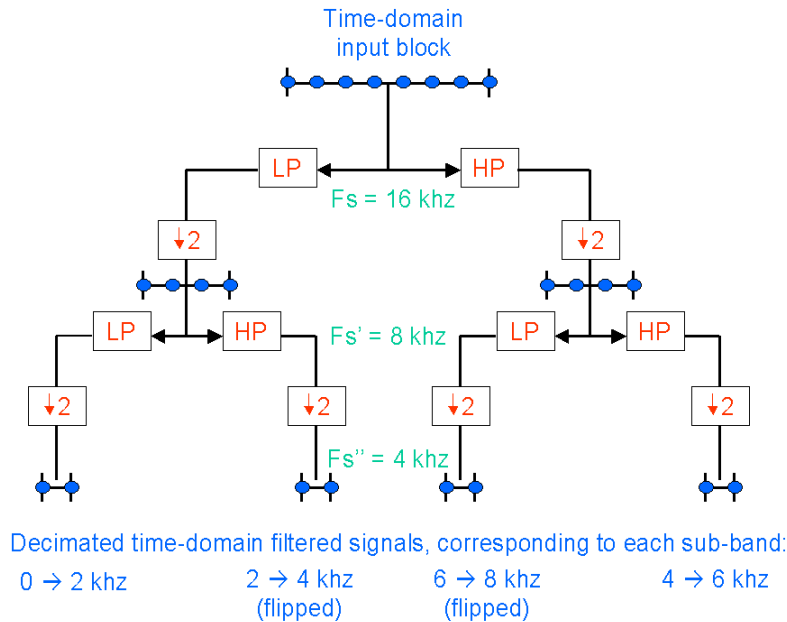 Time-domain
input block
LP
HP
Fs = 16 khz
↓2
↓2
LP
HP
Fs’ = 8 khz
LP
HP
↓2
↓2
↓2
↓2
Fs’’ = 4 khz
Decimated time-domain filtered signals, corresponding to each sub-band:
0 → 2 khz
2 → 4 khz
(flipped)
6 → 8 khz
(flipped)
4 → 6 khz